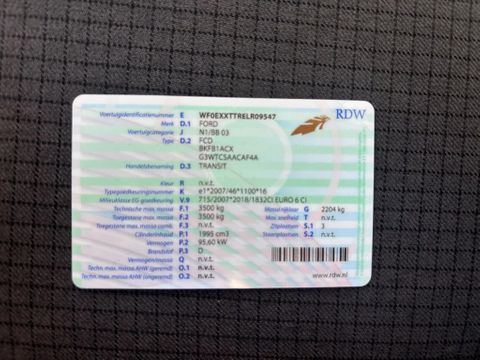 RDW
Voertuigidentificatienummer E WF0EXXTTRELR09547
Merk D.1 FORD
Voertuigcategorie J N1/BB 03
Type D.2 FCD
BKFB1ACX
G3WTCSAACAF4A
Handelsbenaming D.3 TRANSIT
Kleur R n.v.t.
Typegoedkeuringsnummer K e1*2007/46*1100*16
Milieuklasse EG goedkeuring V.9 715/2007*2018/1832CI EURO 6 CI
Technische max. massa F.1 3500 kg Massa rijklaar G 2204 kg
Toegestane max. massa F.2 3500 kg Max. snelheid T n.v.t.
Toegestane max. massa comb. F.3 n.v.t. Zitplaatsen S.1 3
Cilinderinhoud P.1 1995 cm3 Staanplaatsen S.2 n.v.t.
Vermogen P.2 95,60 kW
Brandstof P.3 D
Vermogen/massa Q n.v.t.
Techn. max. massa AHW (geremd) O.1 n.v.t.
Techn. max. massa AHW (ongeremd) O.2 n.v.t.
www.rdw.nl